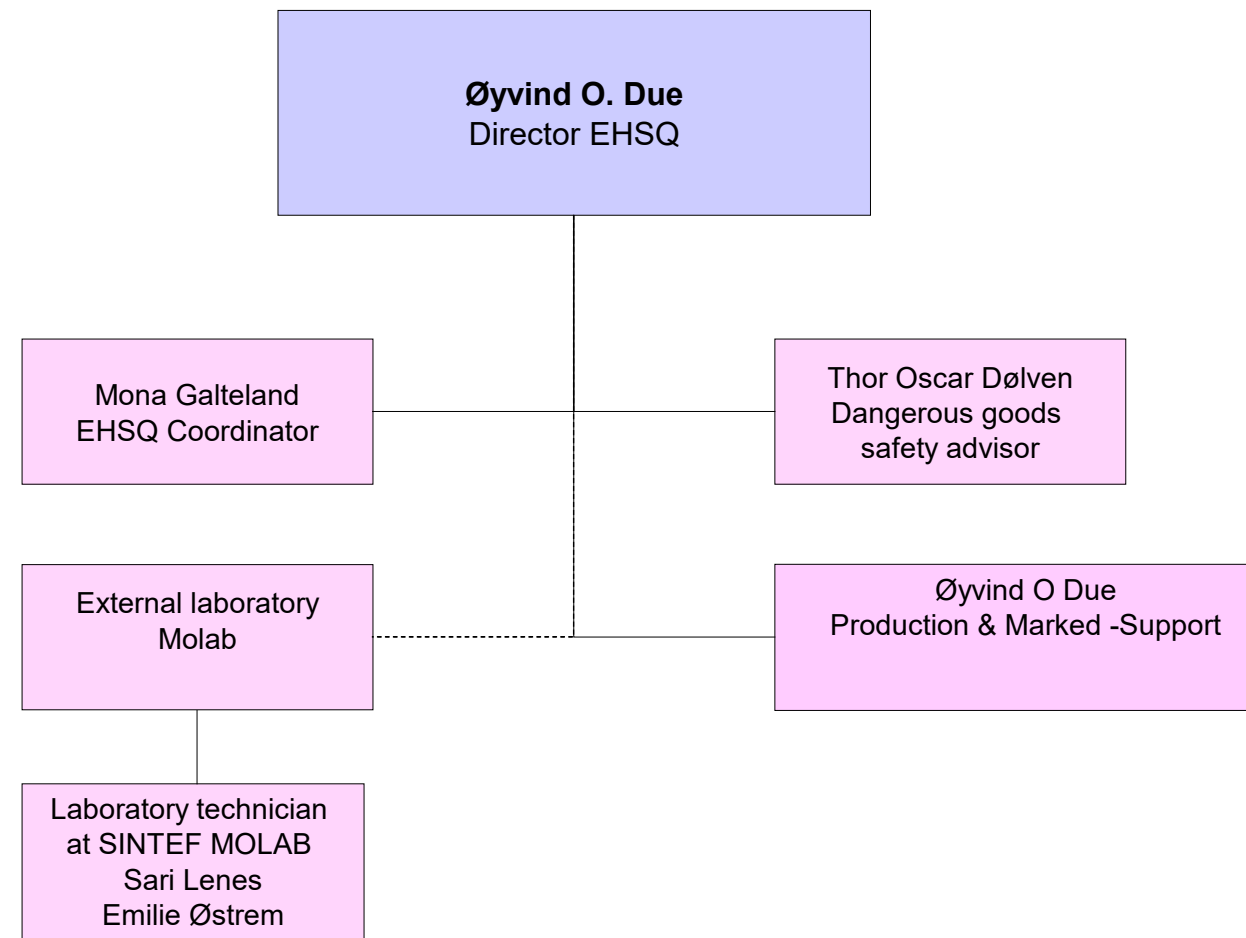 Øyvind O. Due
Director EHSQ
Mona Galteland
EHSQ Coordinator
Thor Oscar Dølven
Dangerous goods
safety advisor
External laboratory
Molab
Øyvind O Due
Production & Marked -Support
Laboratory technician
at SINTEF MOLAB
Sari Lenes
Emilie Østrem